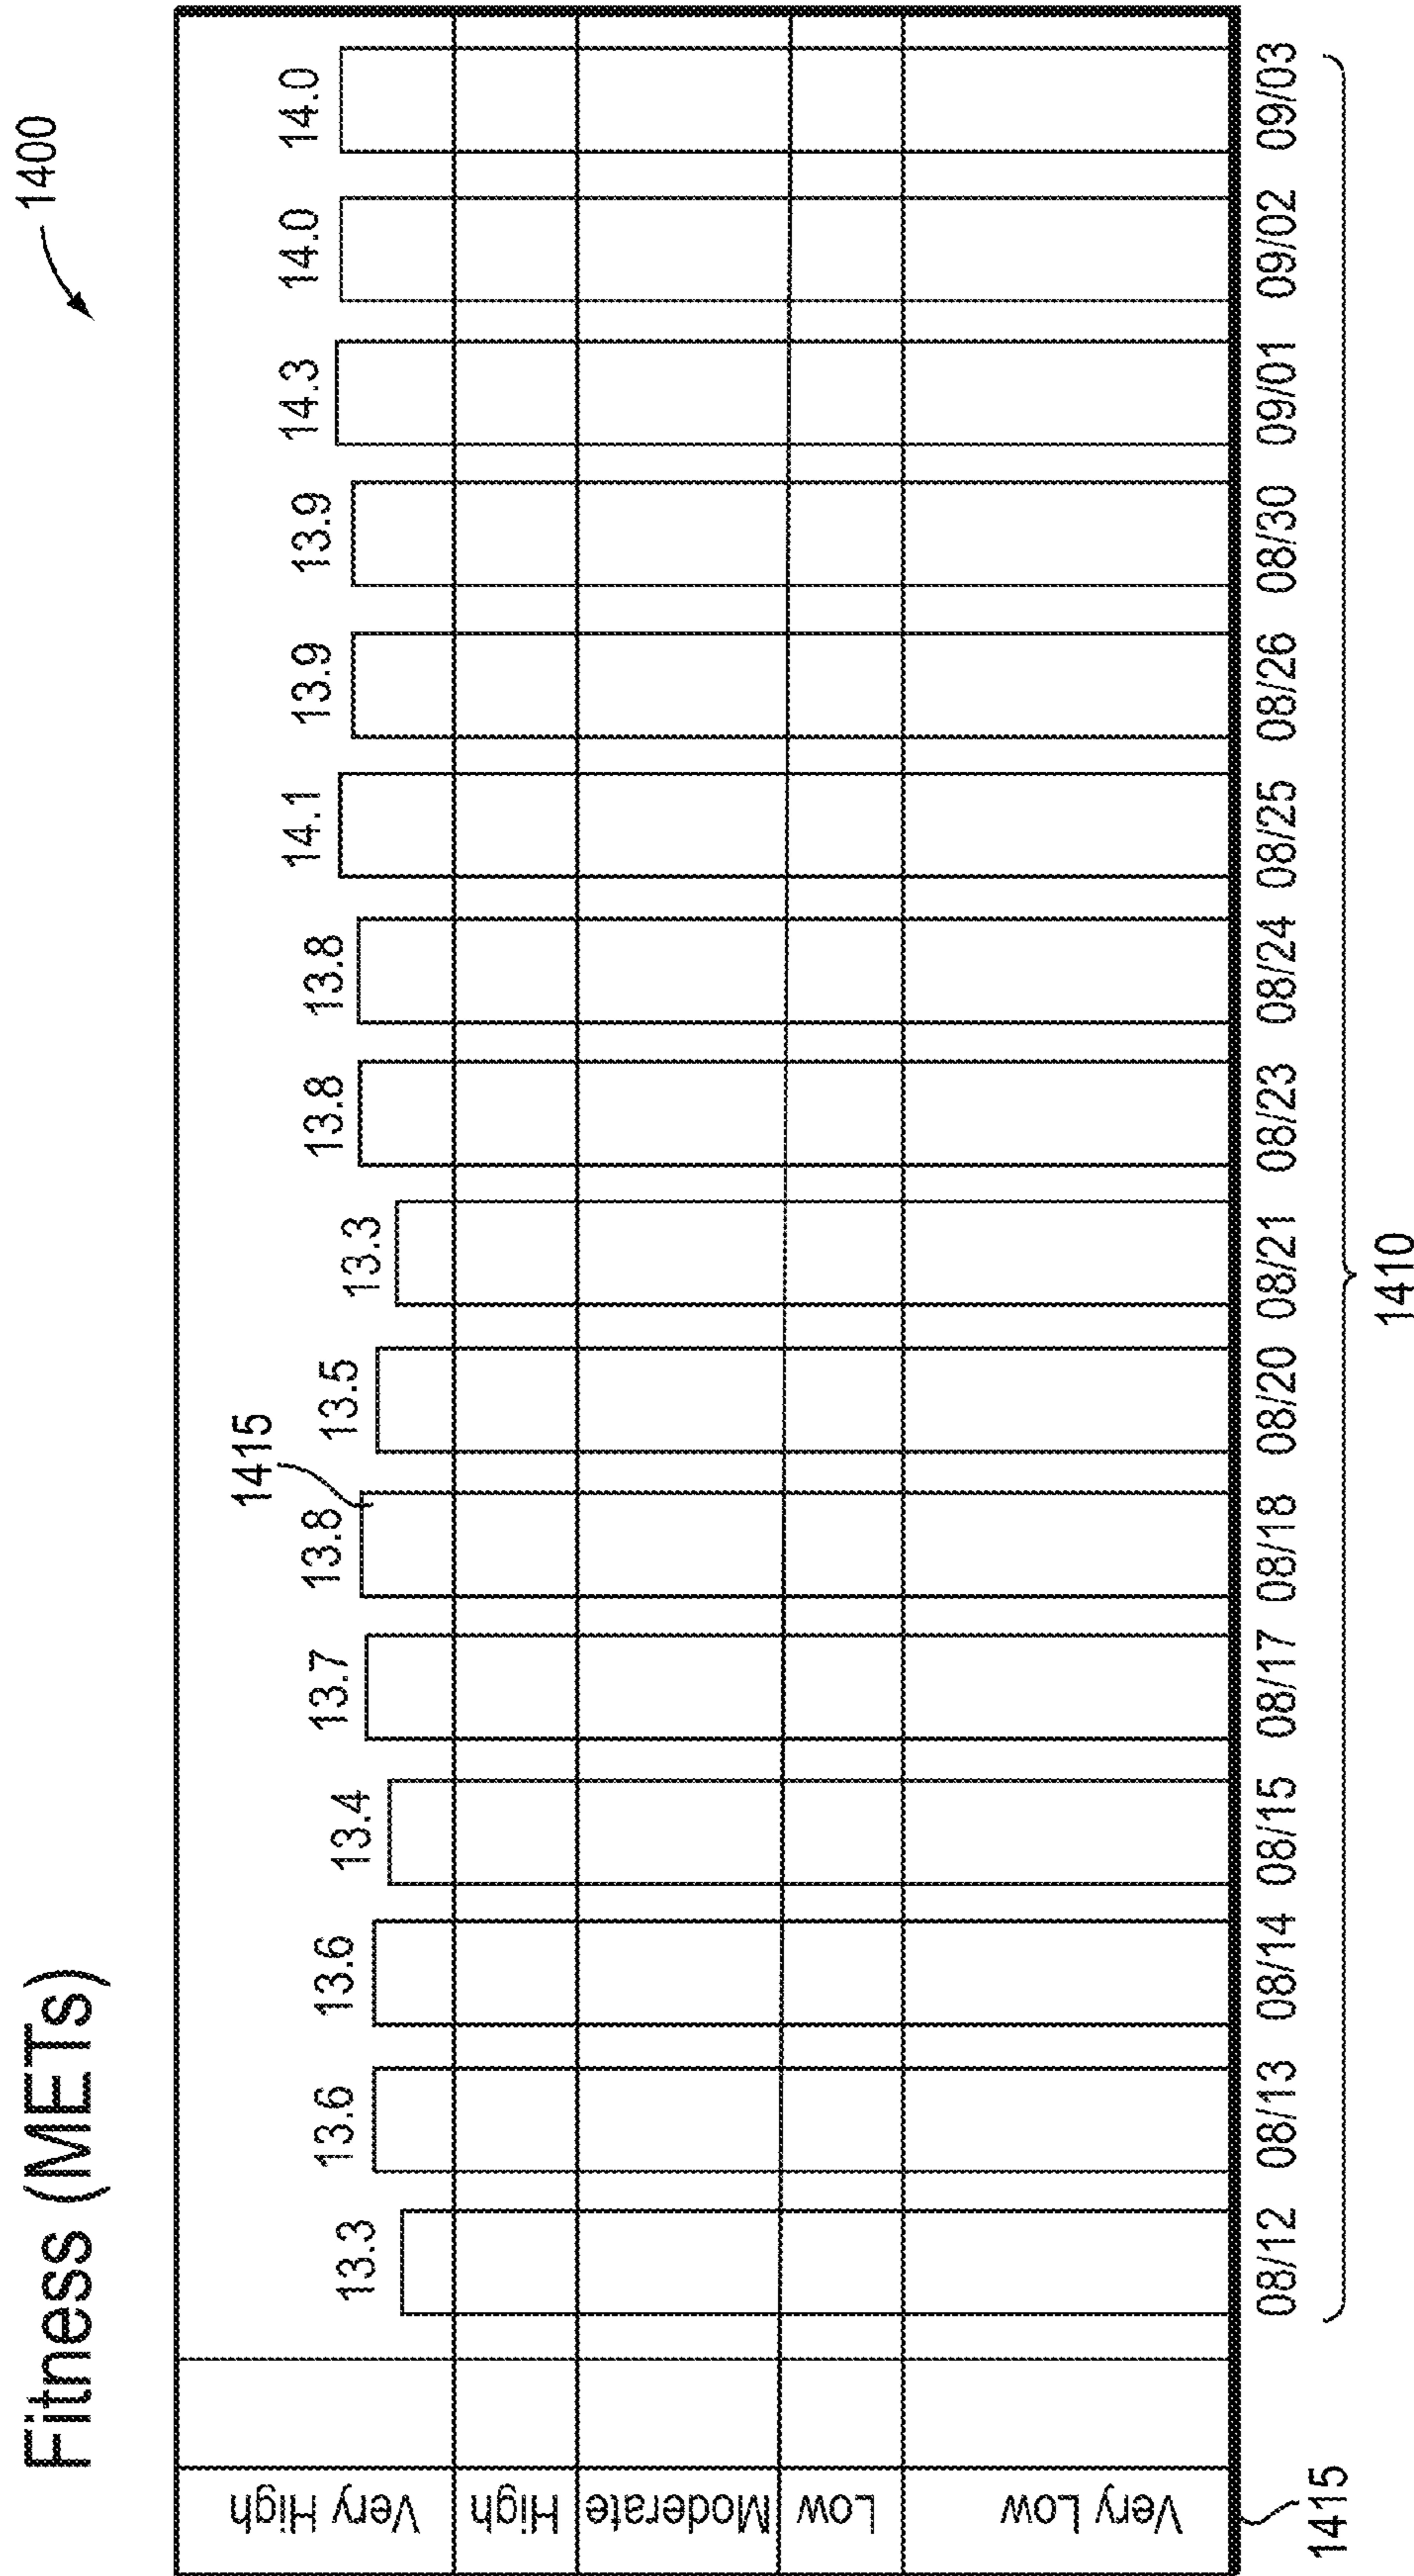 Fitness (METs)
1400
Very High
High
Moderate
Low
Very Low
13.3
13.6
13.6
13.4
13.7
13.8
1415
13.5
13.3
13.8
13.8
14.1
13.9
13.9
14.3
14.0
14.0
08/12 08/13 08/14 08/15 08/17 08/18 08/20 08/21 08/23 08/24 08/25 08/26 08/30 09/01 09/02 09/03
1415
1410